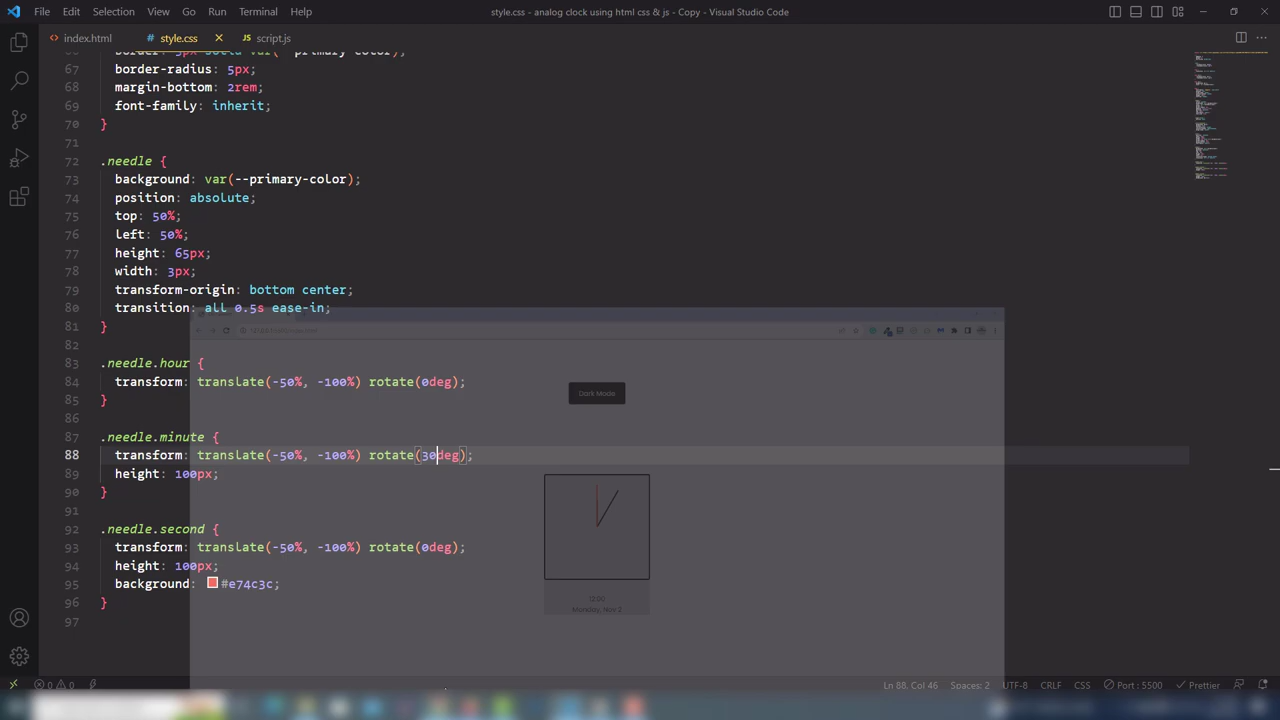 File Edit Selection View Go Run Terminal Help
style.css - analog clock using html css & js - Copy - Visual Studio Code
index.html
style.css
script.js
67 border-radius: 5px;
68 margin-bottom: 2rem;
69 font-family: inherit;
70 }
71
72 .needle {
73 background: var(--primary-color);
74 position: absolute;
75 top: 50%;
76 left: 50%;
77 height: 65px;
78 width: 3px;
79 transform-origin: bottom center;
80 transition: all 0.5s ease-in;
81 }
82
83 .needle.hour {
84 transform: translate(-50%, -100%) rotate(0deg);
85 }
86
87 .needle.minute {
88 transform: translate(-50%, -100%) rotate(30deg);
89 height: 100px;
90 }
91
92 .needle.second {
93 transform: translate(-50%, -100%) rotate(0deg);
94 height: 100px;
95 background: #e74c3c;
96 }
97
Dark Mode
12:00
Monday, Nov 2
0 0
Ln 88, Col 46 Spaces: 2 UTF-8 CRLF CSS Port : 5500 Prettier